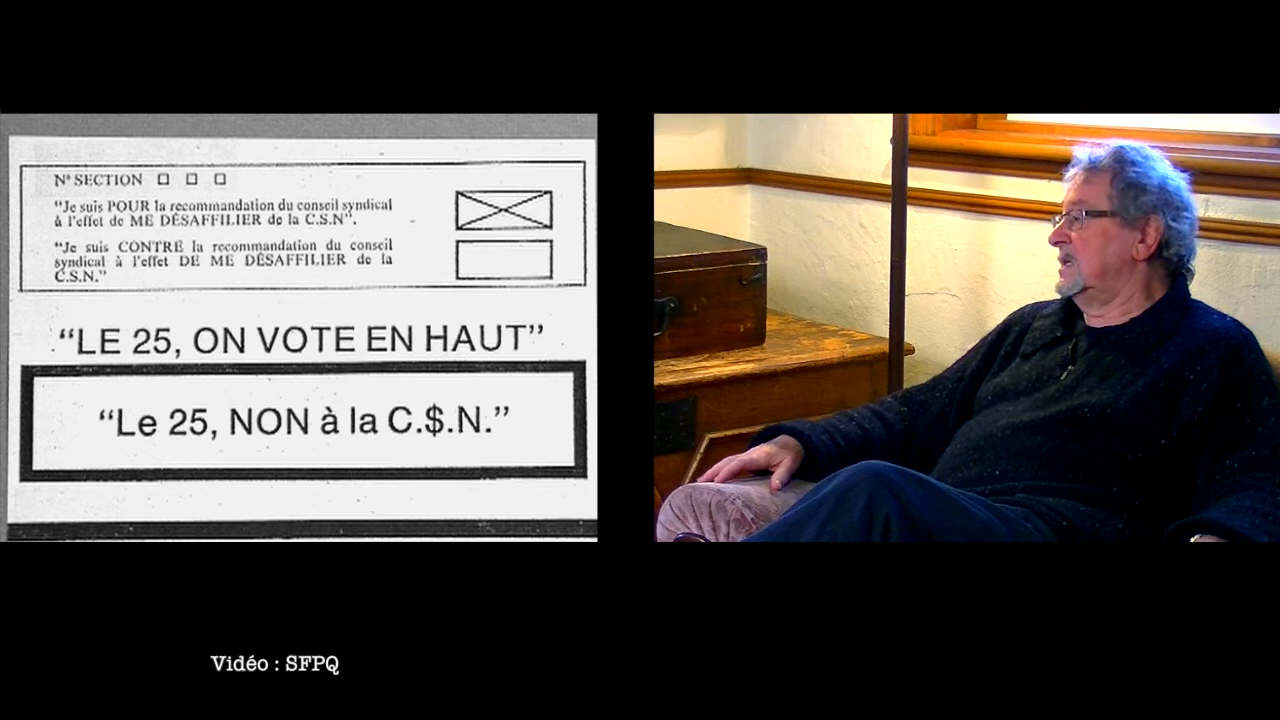 Nº SECTION □ □ □
“Je suis POUR la recommandation du conseil syndical
à l'effet de ME DÉSAFFILIER de la C.S.N”.
“Je suis CONTRE la recommandation du conseil
syndical à l'effet DE ME DÉSAFFILIER de la
C.S.N.”
“LE 25, ON VOTE EN HAUT”
“Le 25, NON à la C.$.N.”
Vidéo : SFPQ